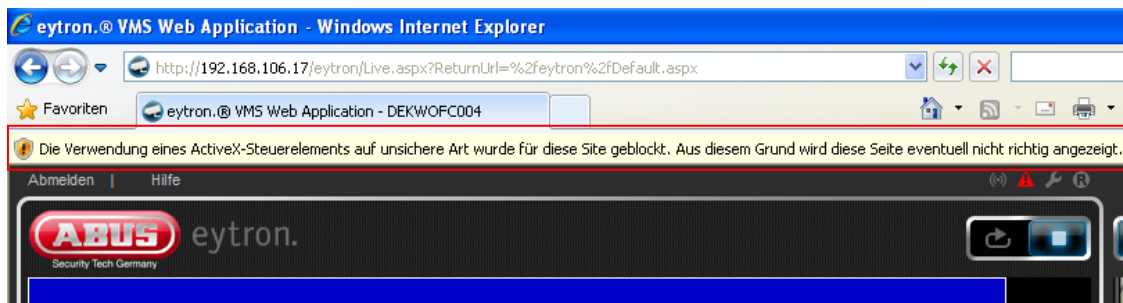 eytron.® VMS Web Application - Windows Internet Explorer
http://192.168.106.17/eytron/Live.aspx?ReturnUrl=%2feytron%2fDefault.aspx
Favoriten
eytron.® VMS Web Application - DEKWOFC004
Die Verwendung eines ActiveX-Steuerelements auf unsichere Art wurde für diese Site geblockt. Aus diesem Grund wird diese Seite eventuell nicht richtig angezeigt.
Abmelden | Hilfe
ABUS eytron.
Security Tech Germany